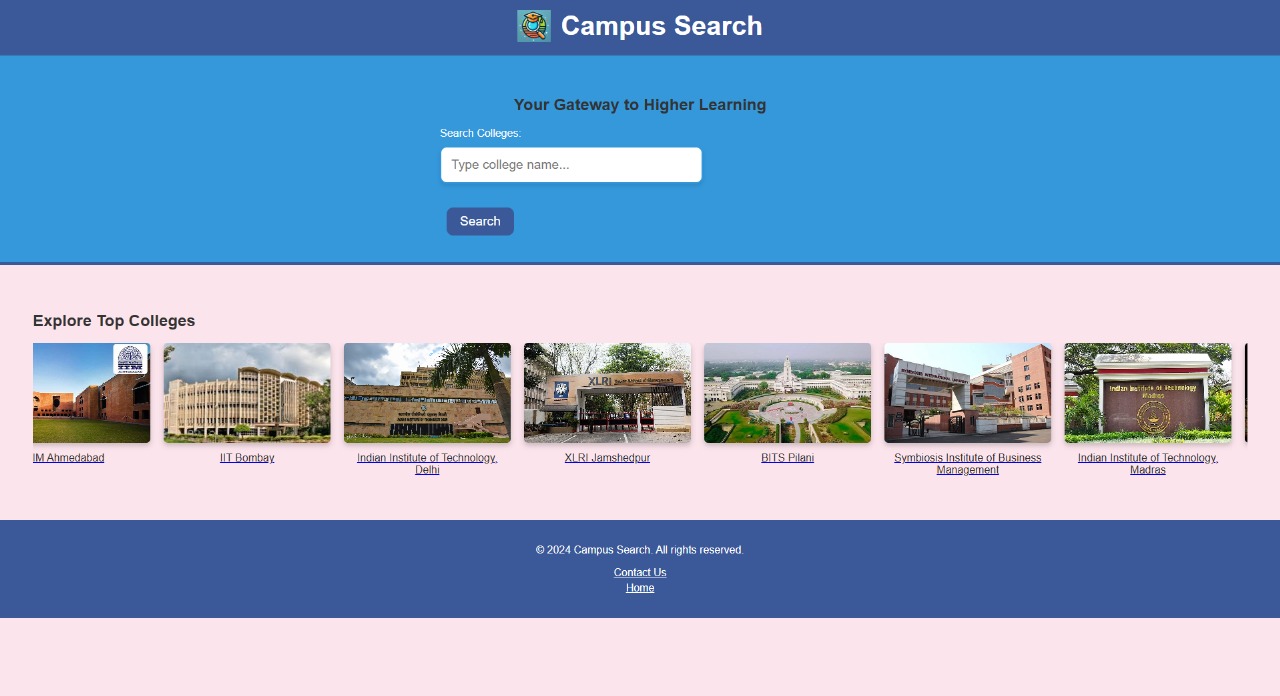 Campus Search
Your Gateway to Higher Learning
Search Colleges:
Type college name...
Search
Explore Top Colleges
IIM
XLRI
Indian Institute of Technology
Madras
IM Ahmedabad
IIT Bombay
Indian Institute of Technology,
Delhi
XLRI Jamshedpur
BITS Pilani
Symbiosis Institute of Business
Management
Indian Institute of Technology,
Madras
© 2024 Campus Search. All rights reserved.
Contact Us
Home